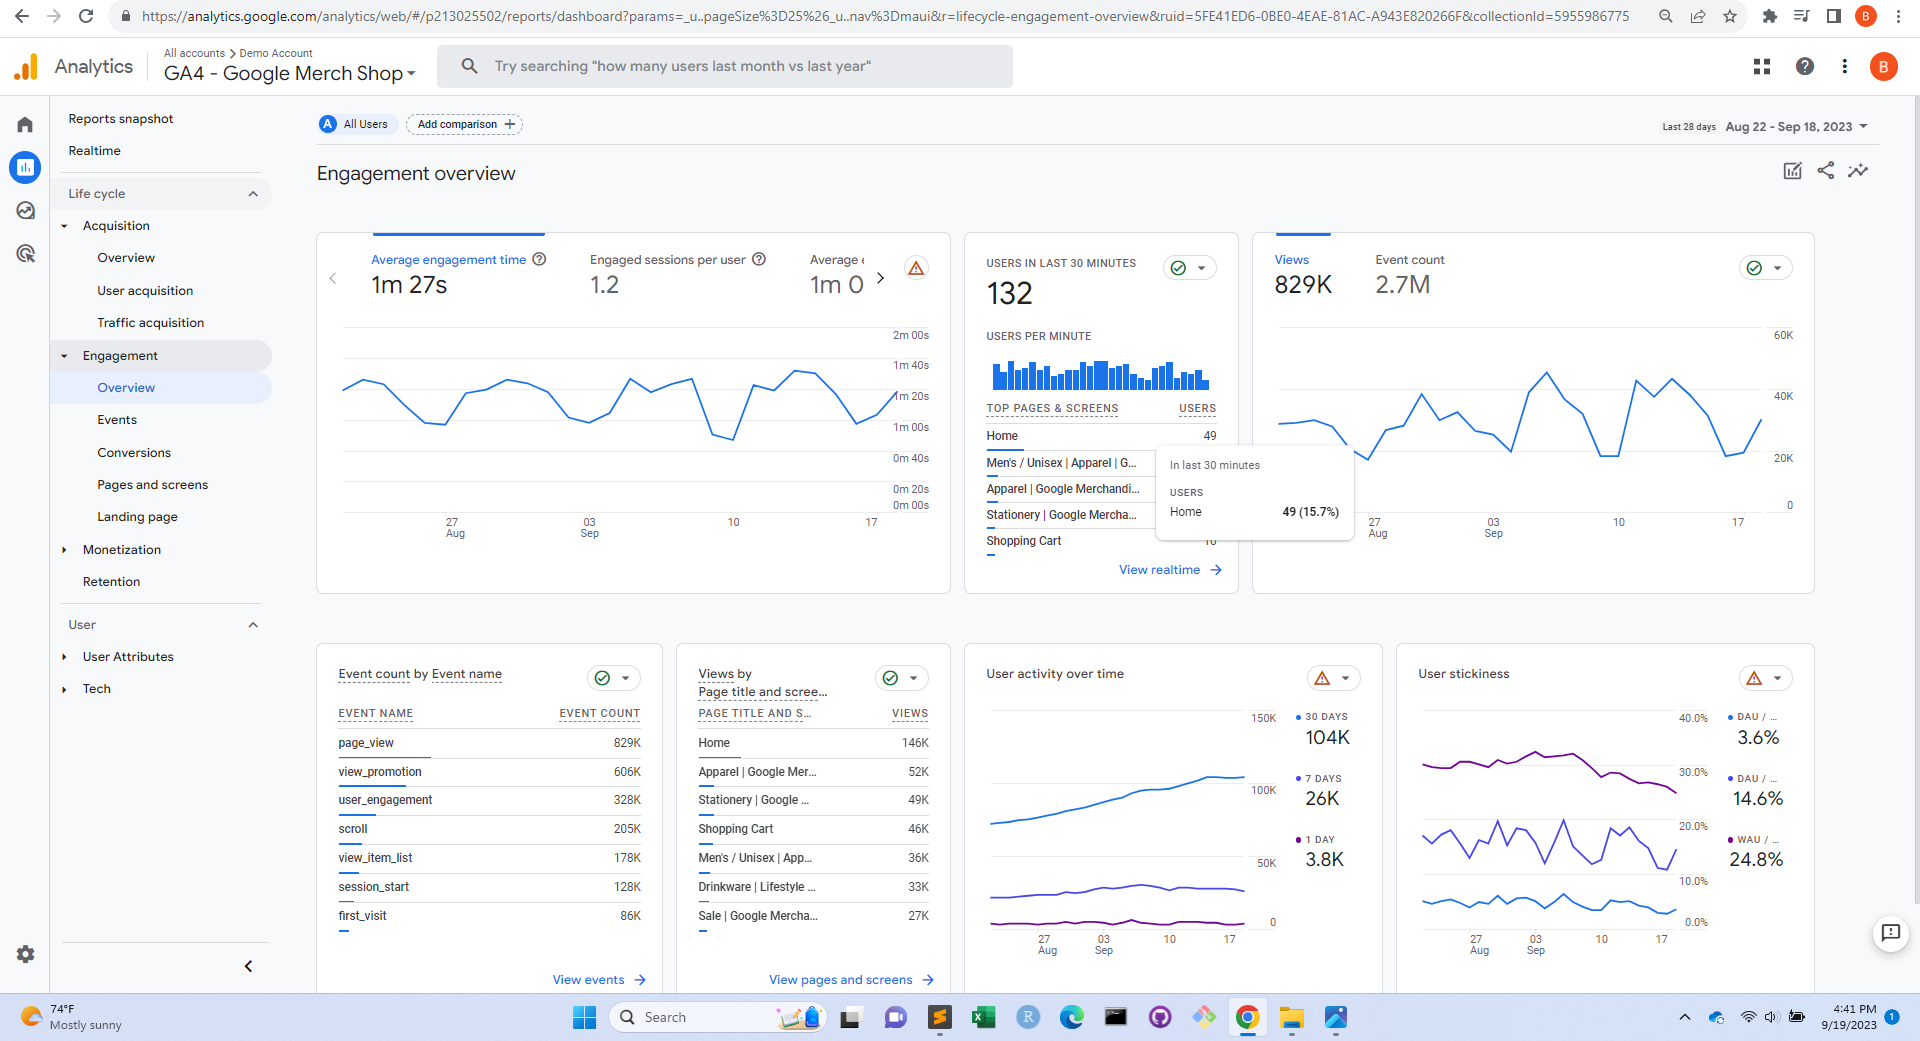 https://analytics.google.com/analytics/web/#/p213025502/reports/dashboard?params=_u..pageSize%3D25%26_u..nav%3Dmaui&r=lifecycle-engagement-overview&ruid=5FE41ED6-0BE0-4EAE-81AC-A943E820266F&collectionId=5955986775
B
Analytics
All accounts > Demo Account
GA4 - Google Merch Shop
Try searching "how many users last month vs last year"
B
Reports snapshot
Realtime
Life cycle
Acquisition
Overview
User acquisition
Traffic acquisition
Engagement
Overview
Events
Conversions
Pages and screens
Landing page
Monetization
Retention
User
User Attributes
Tech
A All Users
Add comparison +
Last 28 days Aug 22 - Sep 18, 2023
Engagement overview
Average engagement time
1m 27s
Engaged sessions per user
1.2
Average e
1m 0
2m 00s
1m 40s
1m 20s
1m 00s
0m 40s
0m 20s
0m 00s
27
Aug
03
Sep
10
17
USERS IN LAST 30 MINUTES
132
USERS PER MINUTE
TOP PAGES & SCREENS USERS
Home 49
Men's / Unisex | Apparel | G...
Apparel | Google Merchandi...
Stationery | Google Mercha...
Shopping Cart 10
View realtime
In last 30 minutes
USERS
Home 49 (15.7%)
Views
829K
Event count
2.7M
60K
40K
20K
0
27
Aug
03
Sep
10
17
Event count by Event name
EVENT NAME EVENT COUNT
page_view 829K
view_promotion 606K
user_engagement 328K
scroll 205K
view_item_list 178K
session_start 128K
first_visit 86K
View events
Views by
Page title and scree...
PAGE TITLE AND S... VIEWS
Home 146K
Apparel | Google Mer... 52K
Stationery | Google ... 49K
Shopping Cart 46K
Men's / Unisex | App... 36K
Drinkware | Lifestyle ... 33K
Sale | Google Mercha... 27K
View pages and screens
User activity over time
150K
100K
50K
0
27
Aug
03
Sep
10
17
30 DAYS
104K
7 DAYS
26K
1 DAY
3.8K
User stickiness
40.0%
30.0%
20.0%
10.0%
0.0%
27
Aug
03
Sep
10
17
DAU / ...
3.6%
DAU / ...
14.6%
WAU / ...
24.8%
74°F
Mostly sunny
Search
4:41 PM
9/19/2023
1